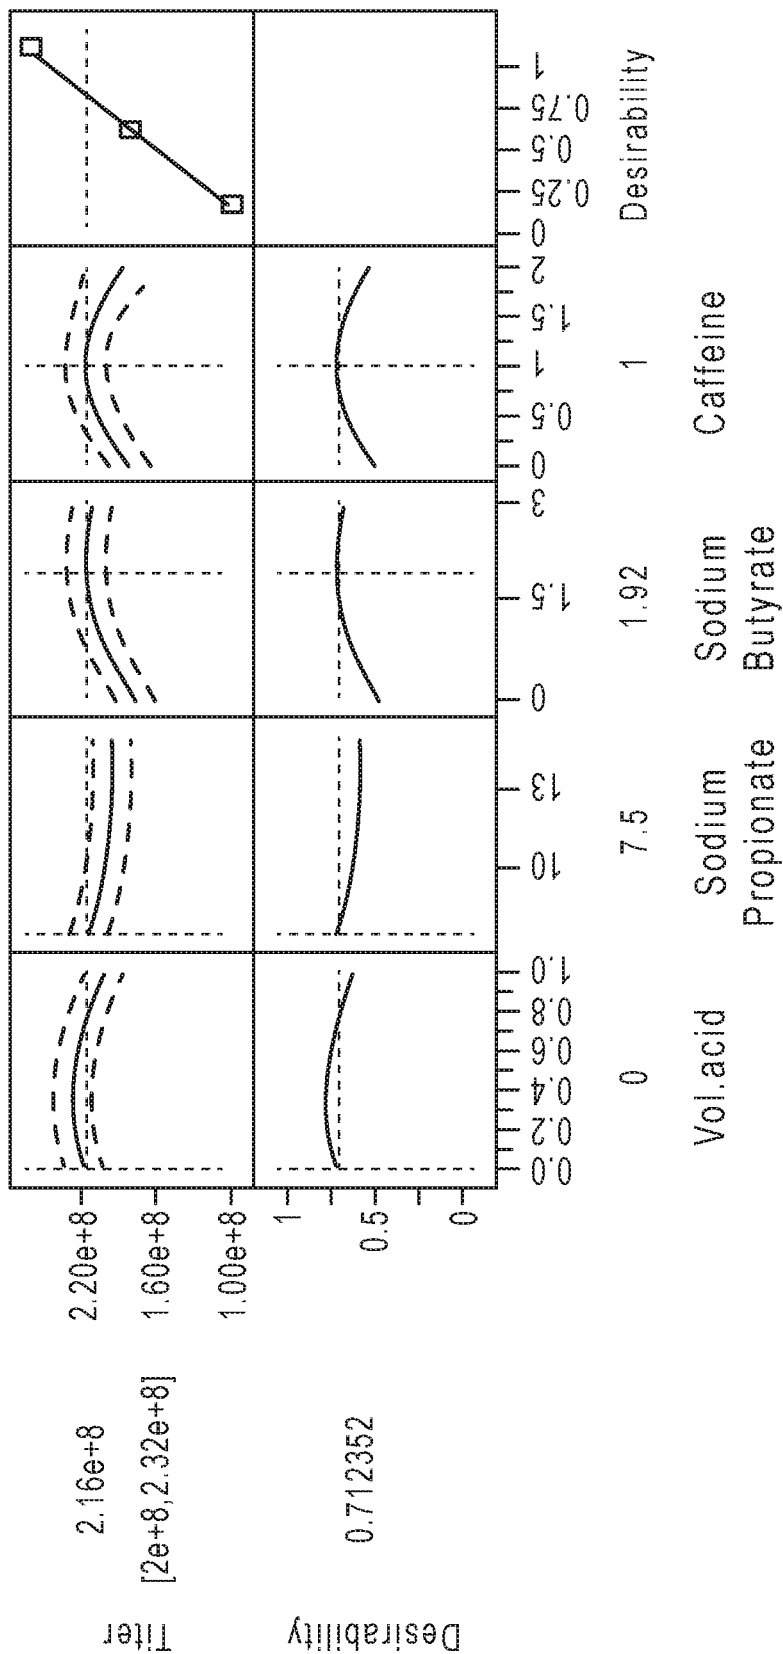 Titer
2.16e+8
[2e+8,2.32e+8]
2.20e+8
1.60e+8
1.00e+8
Desirability
0.712352
1
0.5
0
0.0 0.2 0.4 0.6 0.8 1.0
10 13
0 1.5 3
0 0.5 1 1.5 2
0 0.25 0.5 0.75 1
0
7.5
1.92
1
Desirability
Vol.acid
Sodium
Propionate
Sodium
Butyrate
Caffeine